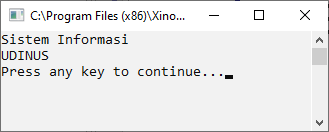 C:\Program Files (x86)\Xino...
Sistem Informasi
UDINUS
Press any key to continue...